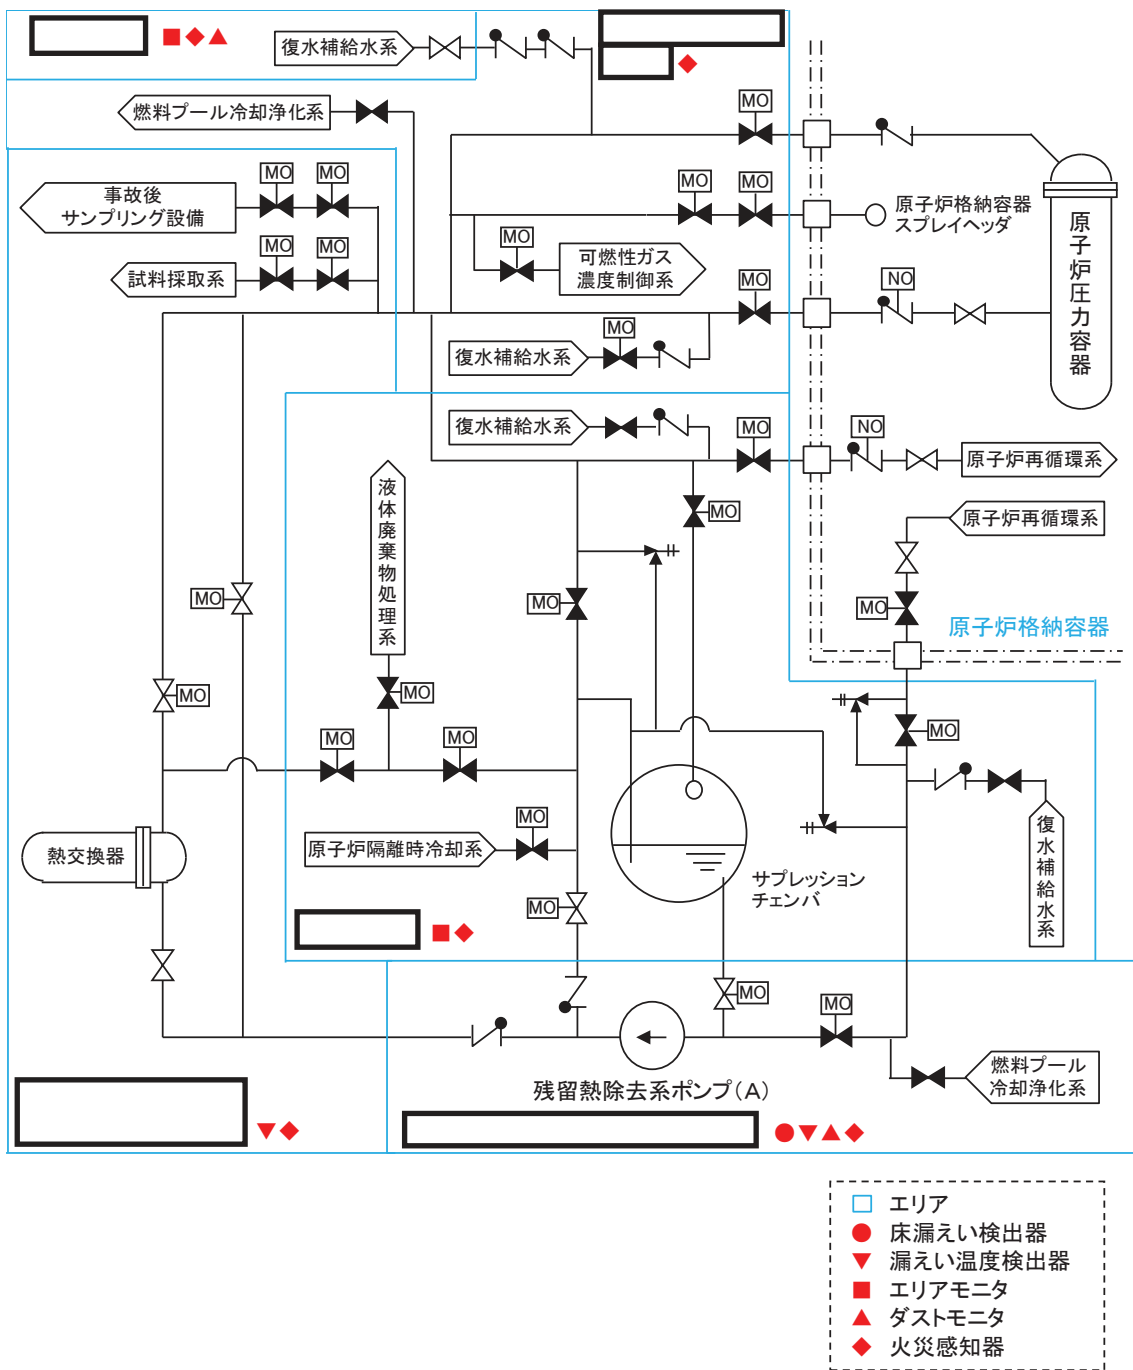 復水補給水系
燃料プール冷却浄化系
MO
事故後
サンプリング設備
MO
MO
MO
MO
原子炉格納容器
スプレイヘッダ
原子炉圧力容器
試料採取系
MO
MO
MO
可燃性ガス
濃度制御系
MO
NO
復水補給水系
MO
復水補給水系
MO
NO
原子炉再循環系
液体廃棄物処理系
MO
原子炉再循環系
MO
MO
MO
原子炉格納容器
MO
MO
MO
MO
MO
熱交換器
原子炉隔離時冷却系
MO
サプレッション
チェンバ
復水補給水系
MO
MO
MO
残留熱除去系ポンプ(A)
燃料プール
冷却浄化系
エリア
床漏えい検出器
漏えい温度検出器
エリアモニタ
ダストモニタ
火災感知器